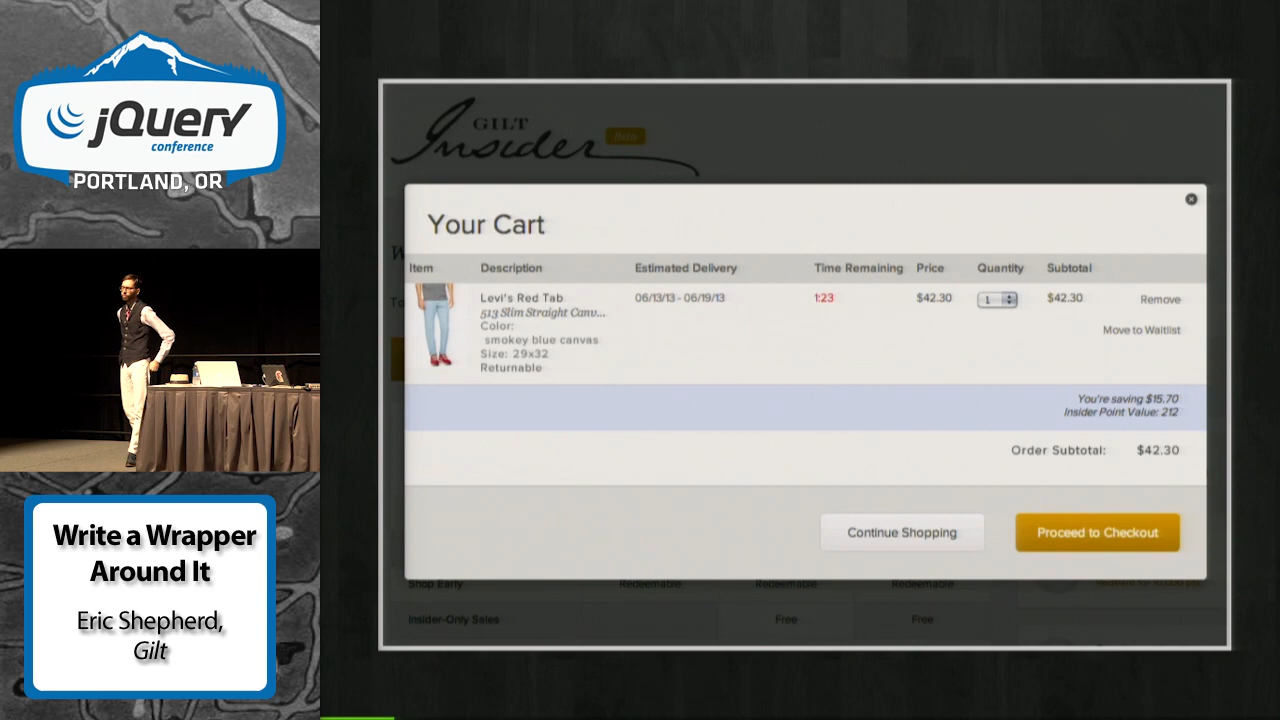 jQuery
conference
PORTLAND, OR
Write a Wrapper
Around It
Eric Shepherd,
Gilt
GILT
Insider
Your Cart
Item Description Estimated Delivery Time Remaining Price Quantity Subtotal
Levi's Red Tab 06/13/13 - 06/19/13 1:23 $42.30 1 $42.30 Remove
513 Slim Straight Canv...
Color:
smokey blue canvas
Move to Waitlist
Size: 29x32
Returnable
You're saving $15.70
Insider Point Value: 212
Order Subtotal: $42.30
Continue Shopping Proceed to Checkout
Shop Early Redeemable Redeemable Redeemable
Insider-Only Sales Free Free